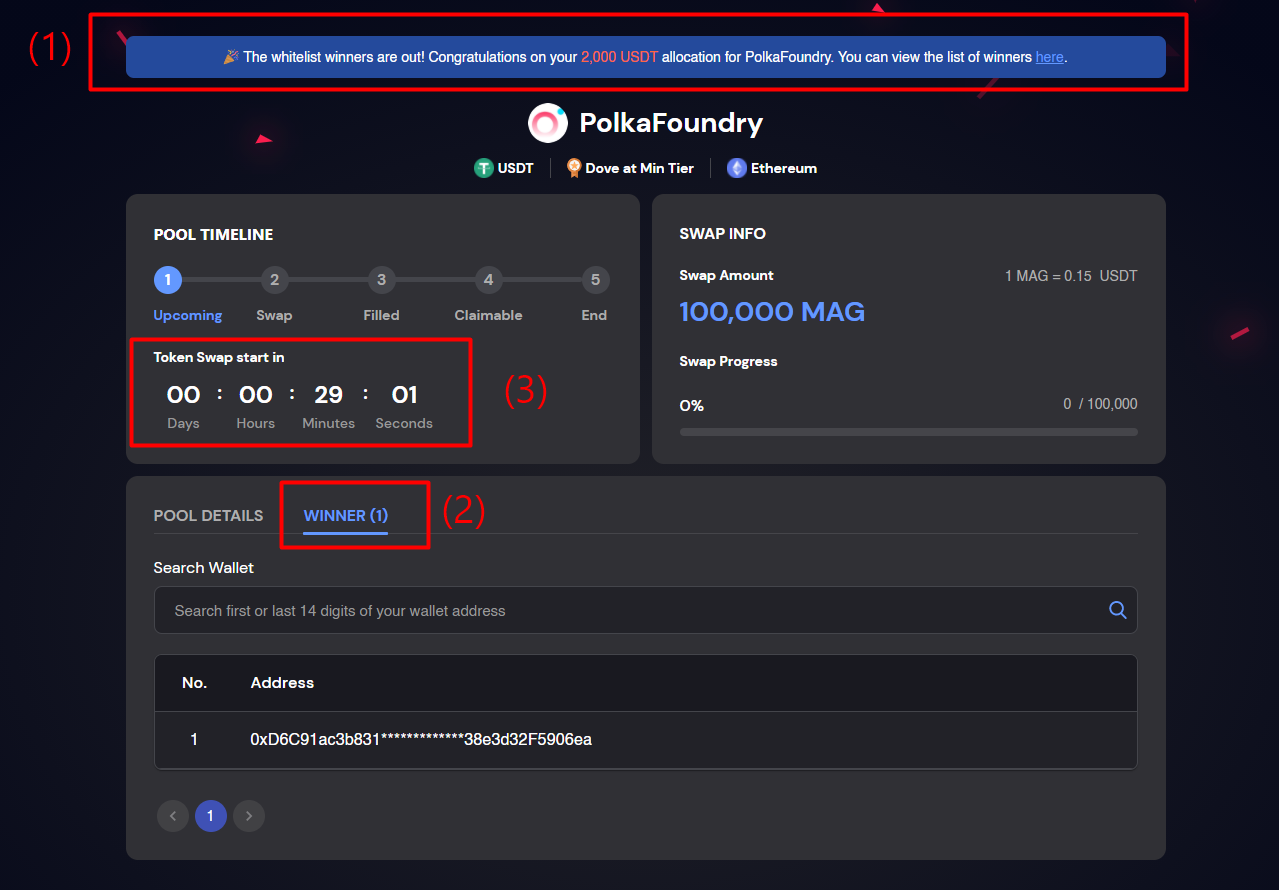 (1)
🎉 The whitelist winners are out! Congratulations on your 2,000 USDT allocation for PolkaFoundry. You can view the list of winners here.
PolkaFoundry
USDT Dove at Min Tier Ethereum
POOL TIMELINE
1 2 3 4 5
Upcoming Swap Filled Claimable End
Token Swap start in
00 : 00 : 29 : 01
Days Hours Minutes Seconds
(3)
SWAP INFO
Swap Amount 1 MAG = 0.15 USDT
100,000 MAG
Swap Progress
0% 0 / 100,000
POOL DETAILS WINNER (1)
(2)
Search Wallet
Search first or last 14 digits of your wallet address
No. Address
1 0xD6C91ac3b831*************38e3d32F5906ea
< 1 >